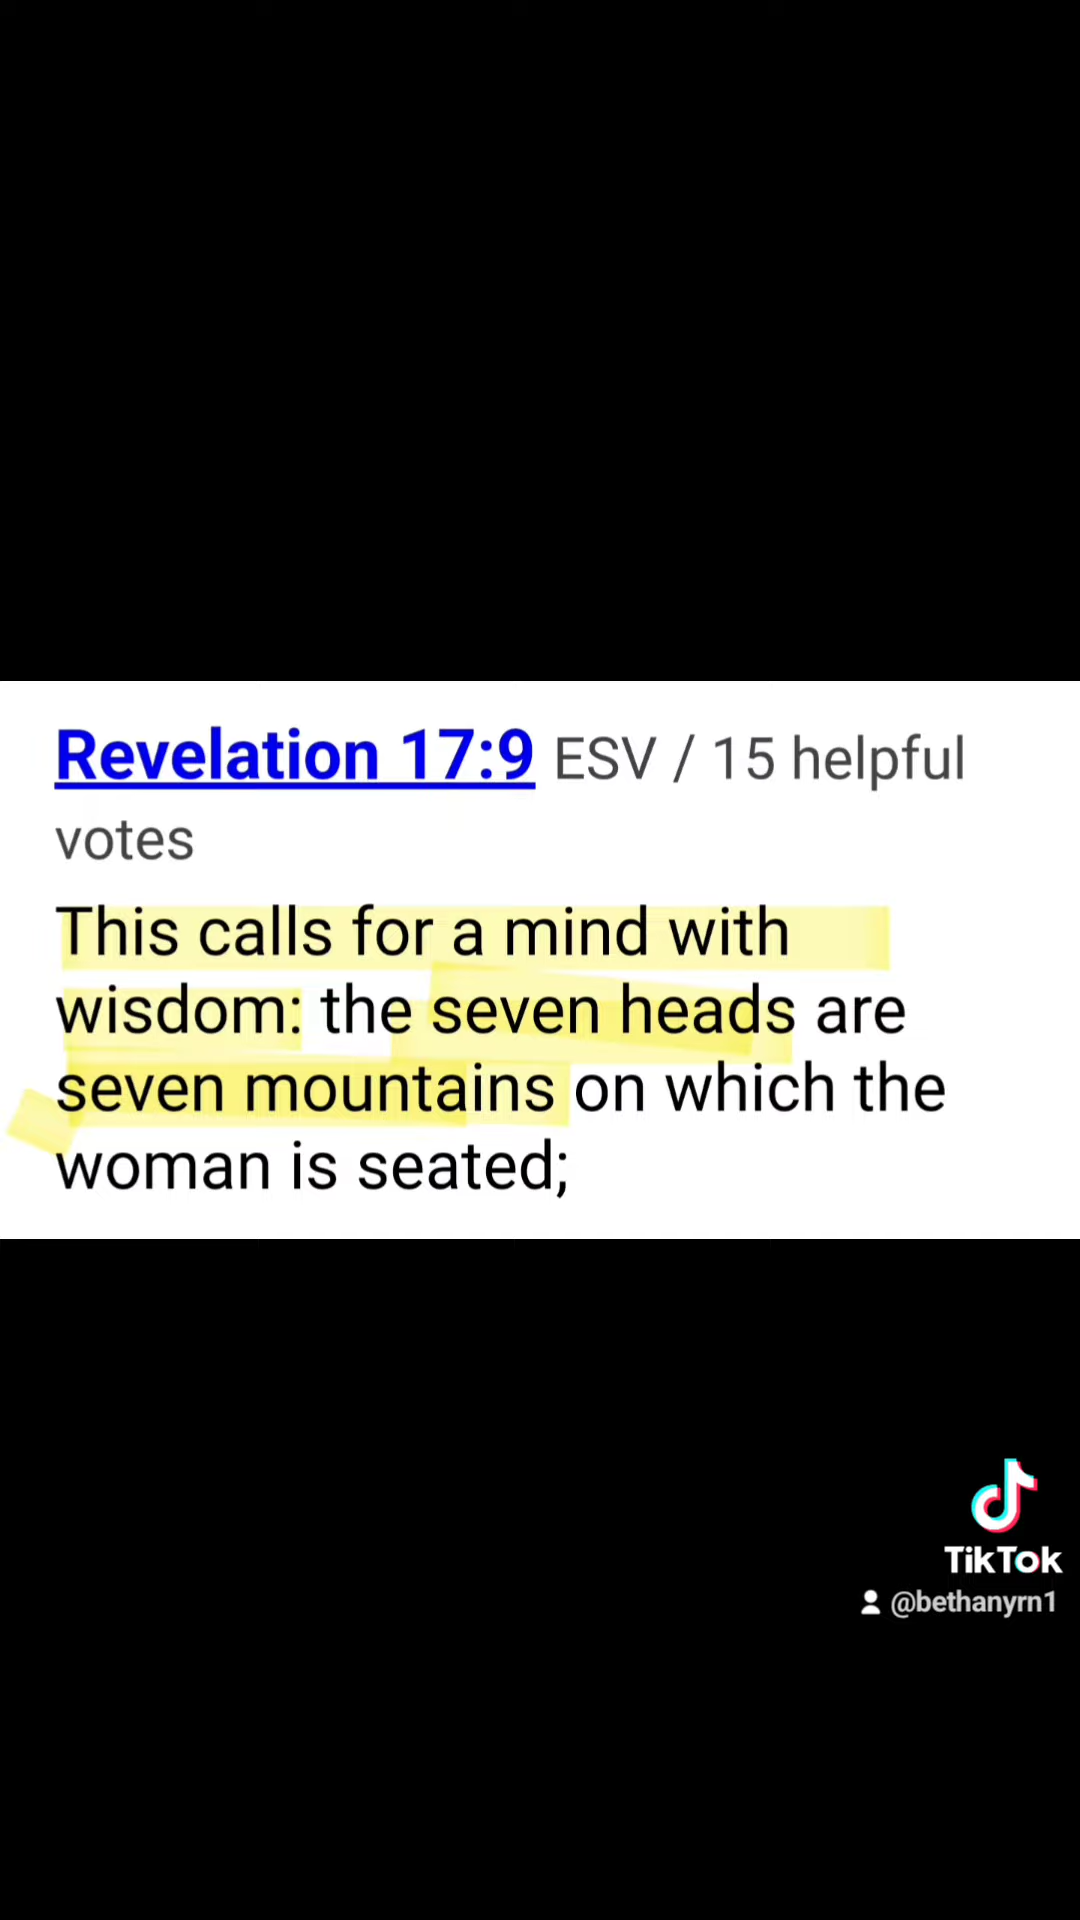 Revelation 17:9 ESV / 15 helpful
votes
This calls for a mind with
wisdom: the seven heads are
seven mountains on which the
woman is seated;
TikTok
@bethanyrn1